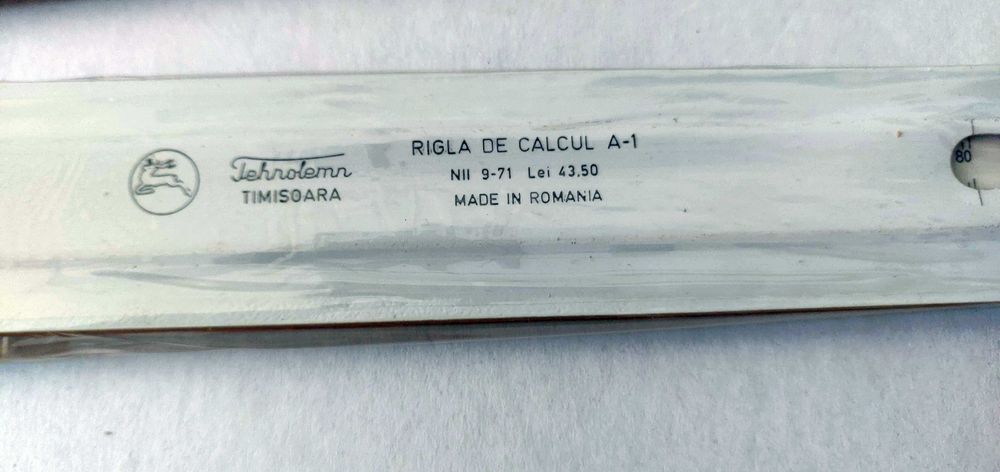 RIGLA DE CALCUL A-1
Tehnolemn
NII 9-71 Lei 43,50
TIMISOARA
MADE IN ROMANIA
80